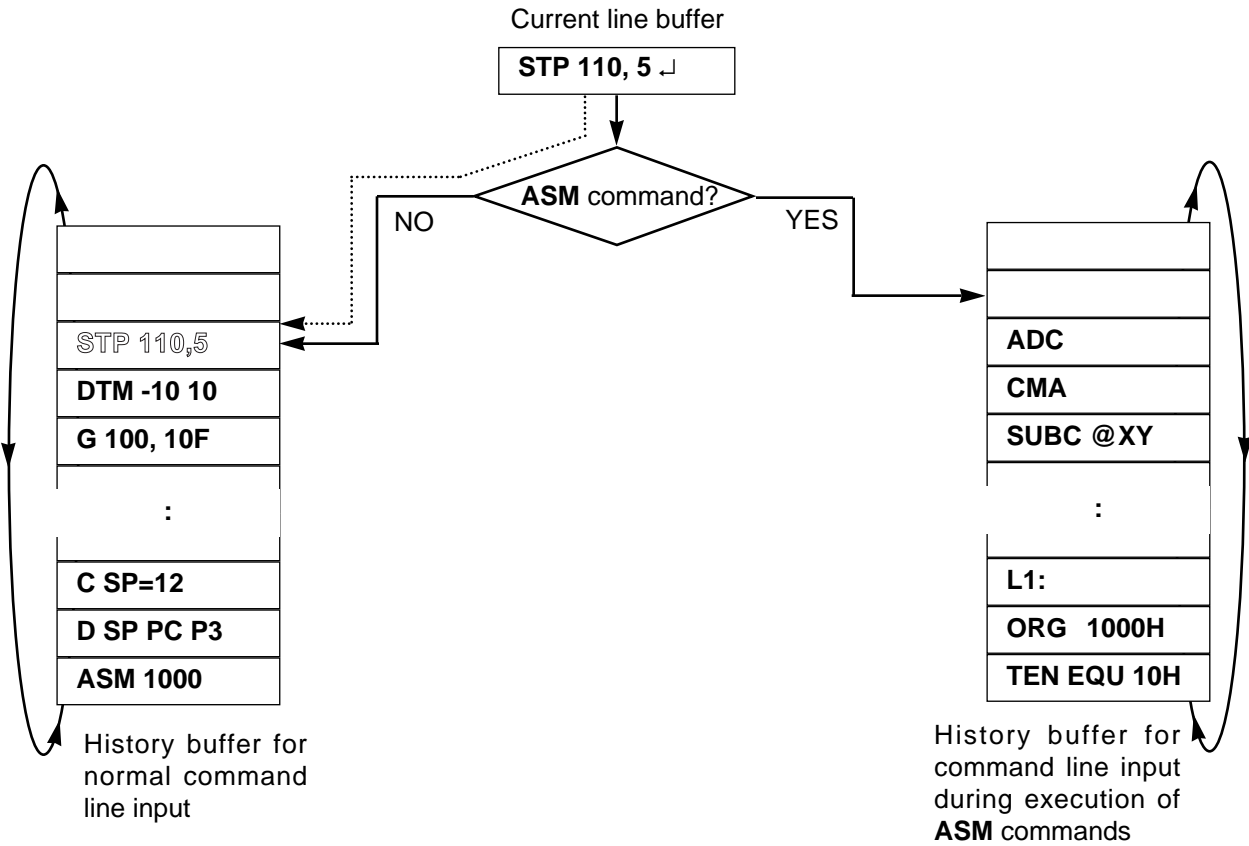 Current line buffer
STP 110, 5 ↵
ASM command?
NO
YES
STP 110,5
DTM -10 10
G 100, 10F
:
C SP=12
D SP PC P3
ASM 1000
History buffer for
normal command
line input
ADC
CMA
SUBC @XY
:
L1:
ORG 1000H
TEN EQU 10H
History buffer for
command line input
during execution of
ASM commands